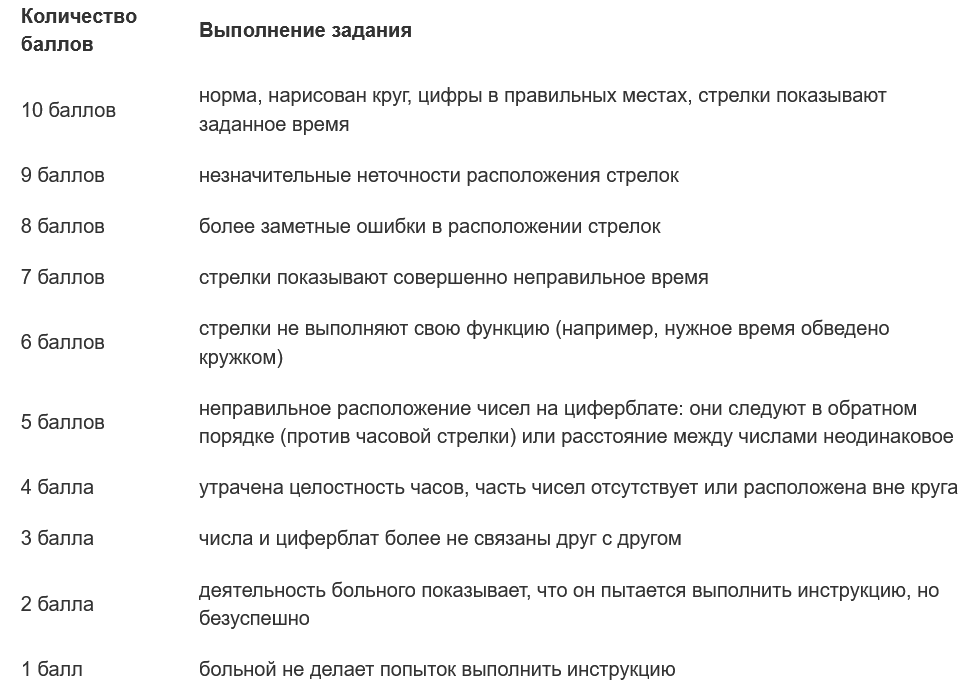 Количество
баллов
Выполнение задания
10 баллов
норма, нарисован круг, цифры в правильных местах, стрелки показывают
заданное время
9 баллов
незначительные неточности расположения стрелок
8 баллов
более заметные ошибки в расположении стрелок
7 баллов
стрелки показывают совершенно неправильное время
6 баллов
стрелки не выполняют свою функцию (например, нужное время обведено
кружком)
5 баллов
неправильное расположение чисел на циферблате: они следуют в обратном
порядке (против часовой стрелки) или расстояние между числами неодинаковое
4 балла
утрачена целостность часов, часть чисел отсутствует или расположена вне круга
3 балла
числа и циферблат более не связаны друг с другом
2 балла
деятельность больного показывает, что он пытается выполнить инструкцию, но
безуспешно
1 балл
больной не делает попыток выполнить инструкцию